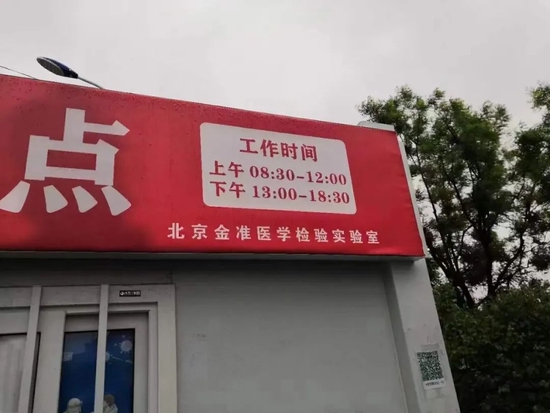 点
工作时间
上午 08:30-12:00
下午 13:00-18:30
北京金准医学检验实验室